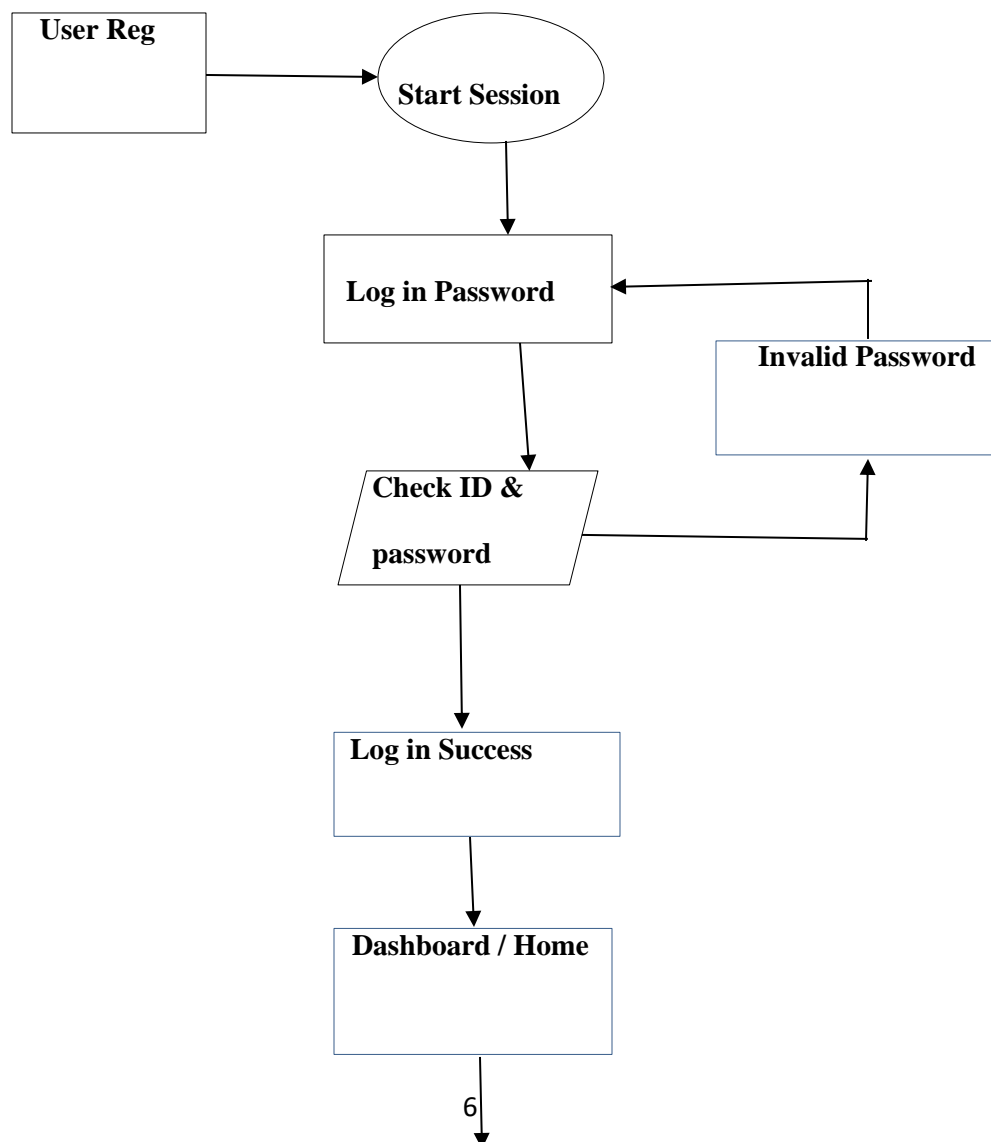 User Reg
Start Session
Log in Password
Invalid Password
Check ID &
password
Log in Success
Dashboard / Home
6